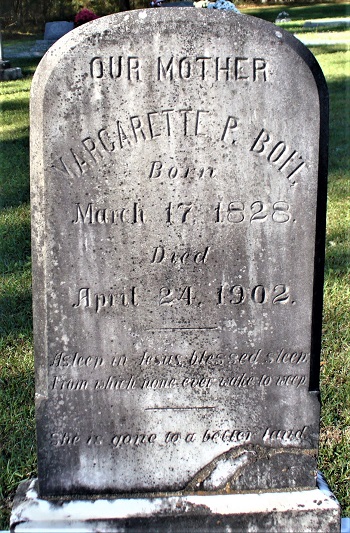 OUR MOTHER
MARGARETTE P. BOLT.
Born
March 17, 1828.
Died
April 24, 1902.
Asleep in Jesus, blessed sleep
From which none ever wake to weep
She is gone to a better land